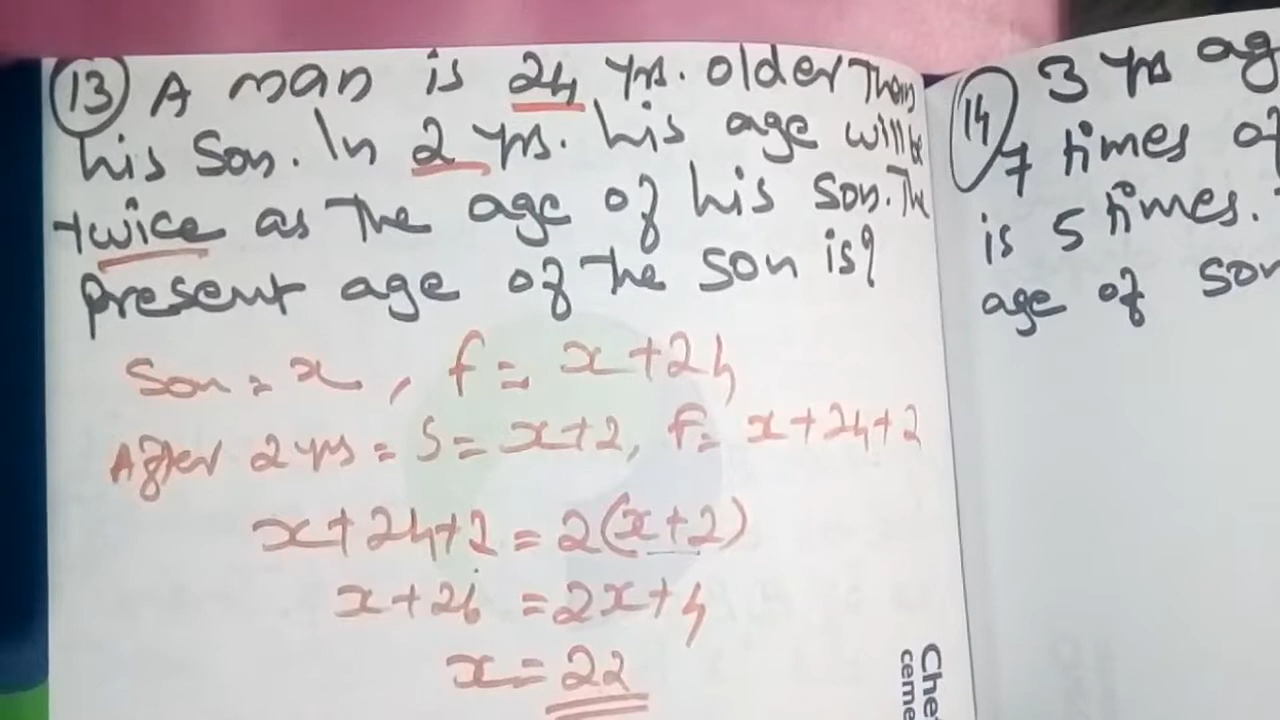 13) A man is 24 yrs. older Than
his Son. In 2 yrs. his age will be
twice as The age of his son. The
present age of the son is?
Son = x, f = x+24
After 2 yrs = S = x+2, f = x+24+2
x+24+2 = 2(x+2)
x+26 = 2x+4
x = 22
14) 3 yrs
7 times
is 5 times.
age of